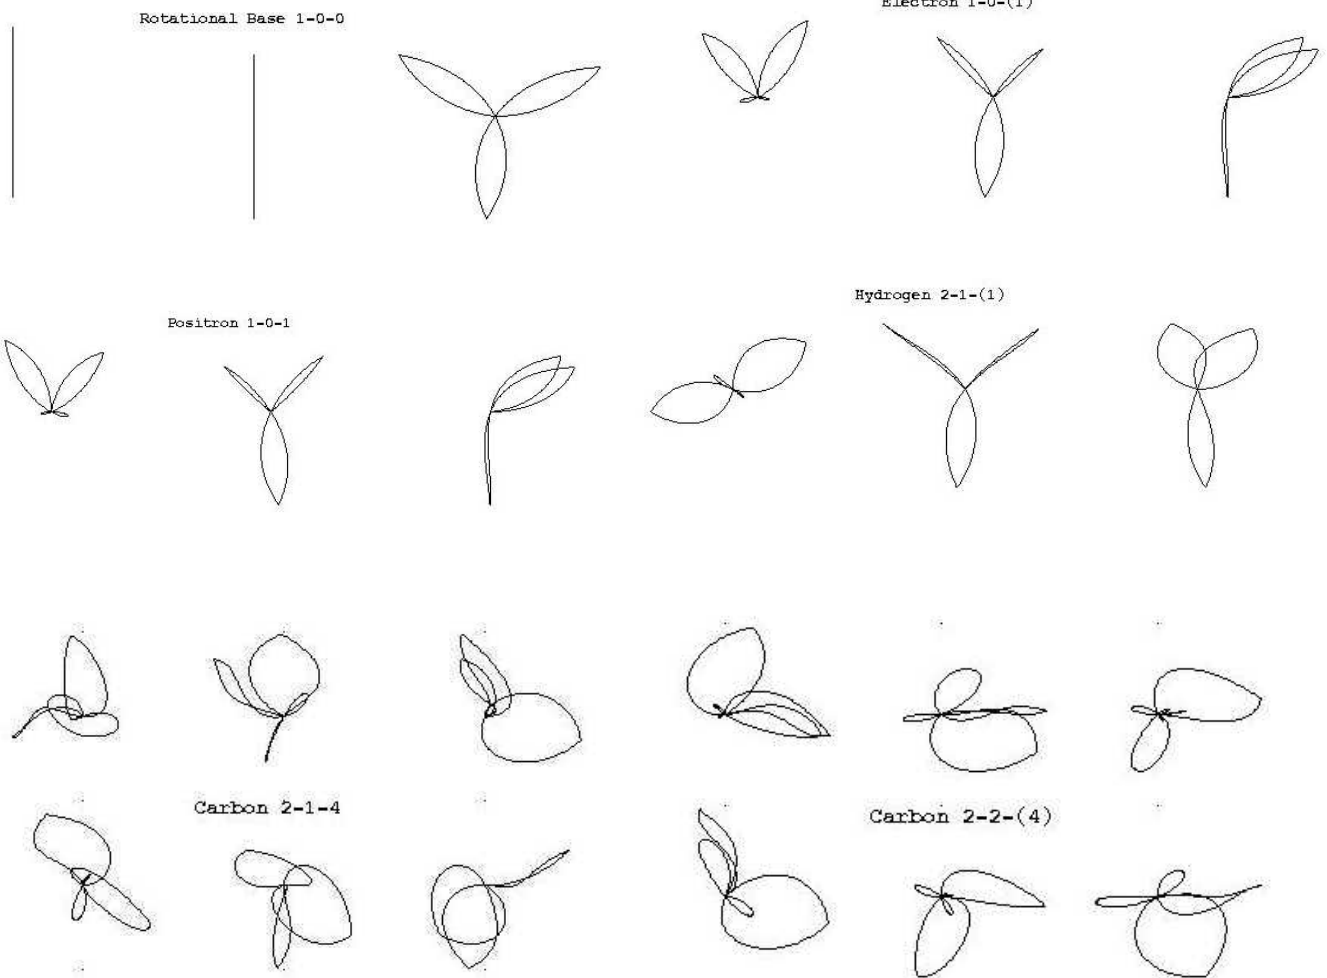 Rotational Base 1-0-0
Electron 1-0-(1)
Positron 1-0-1
Hydrogen 2-1-(1)
Carbon 2-1-4
Carbon 2-2-(4)